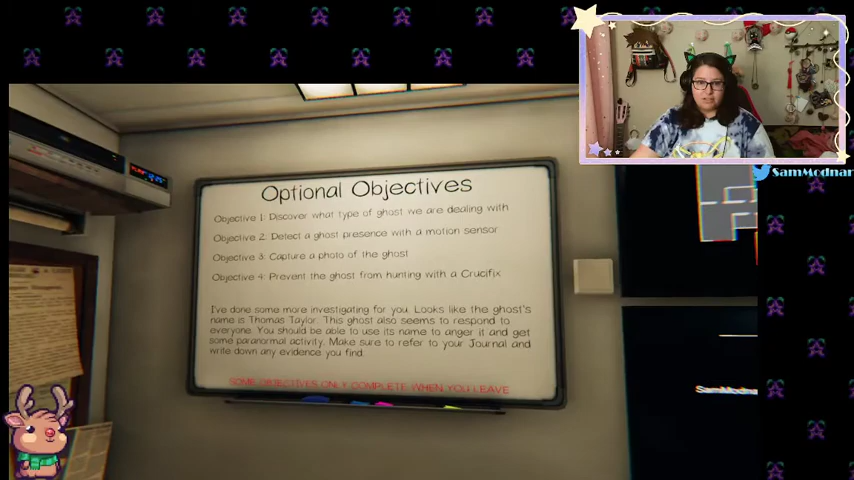 Optional Objectives
Objective 1: Discover what type of ghost we are dealing with
Objective 2: Detect a ghost presence with a motion sensor
Objective 3: Capture a photo of the ghost
Objective 4: Prevent the ghost from hunting with a Crucifix
I've done some more investigating for you. Looks like the ghost's
name is Thomas Taylor. This ghost also seems to respond to
everyone. You should be able to use its name to anger it and get
some paranormal activity. Make sure to refer to your Journal and
write down any evidence you find.
SOME OBJECTIVES ONLY COMPLETE WHEN YOU LEAVE
SamModnar